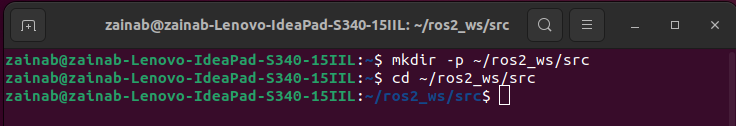 zainab@zainab-Lenovo-IdeaPad-S340-15IIL: ~/ros2_ws/src
zainab@zainab-Lenovo-IdeaPad-S340-15IIL:~$ mkdir -p ~/ros2_ws/src
zainab@zainab-Lenovo-IdeaPad-S340-15IIL:~$ cd ~/ros2_ws/src
zainab@zainab-Lenovo-IdeaPad-S340-15IIL:~/ros2_ws/src$